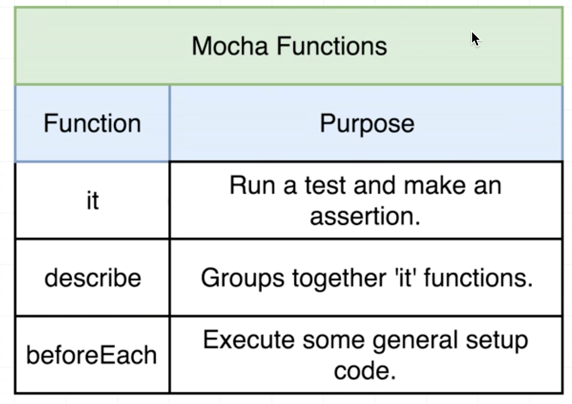 Mocha Functions
Function
Purpose
it
Run a test and make an
assertion.
describe
Groups together 'it' functions.
beforeEach
Execute some general setup
code.